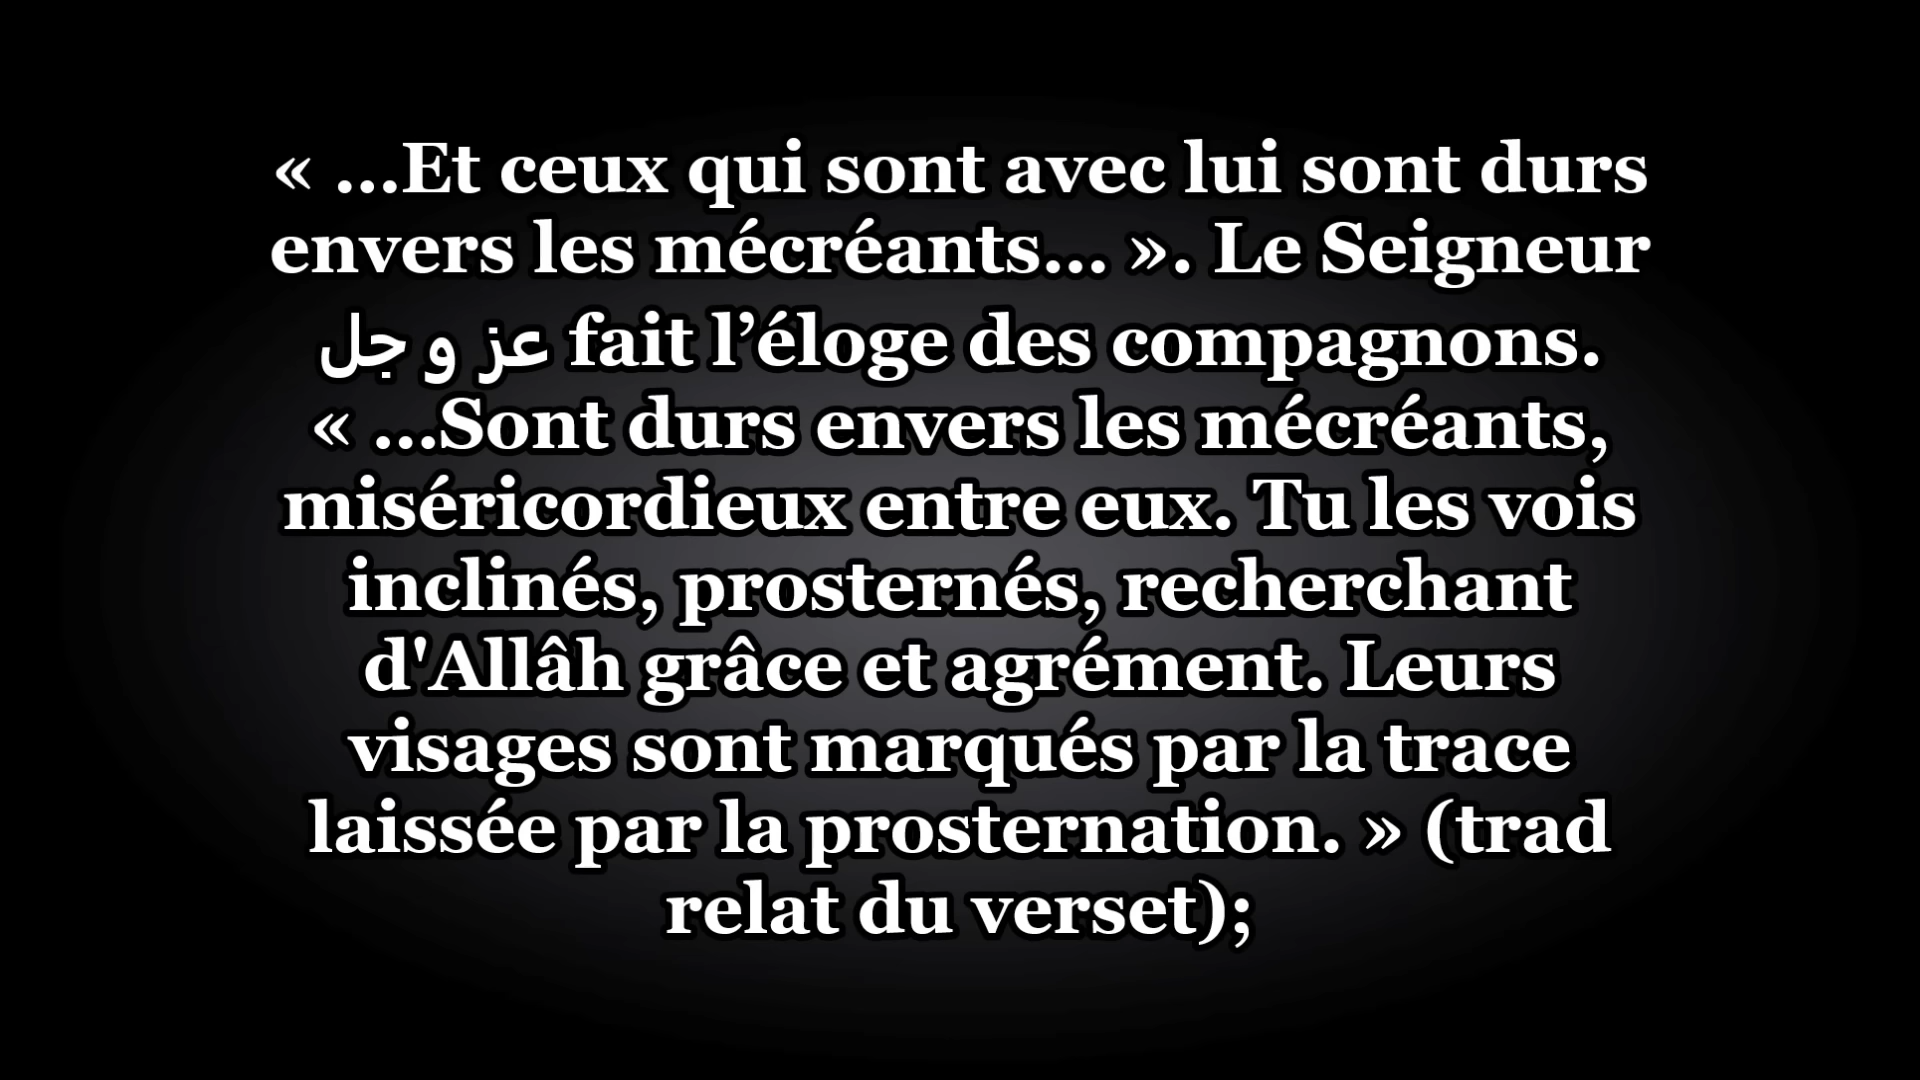 « ...Et ceux qui sont avec lui sont durs
envers les mécréants... ». Le Seigneur
عز و جل fait l’éloge des compagnons.
« ...Sont durs envers les mécréants,
miséricordieux entre eux. Tu les vois
inclinés, prosternés, recherchant
d'Allâh grâce et agrément. Leurs
visages sont marqués par la trace
laissée par la prosternation. » (trad
relat du verset);